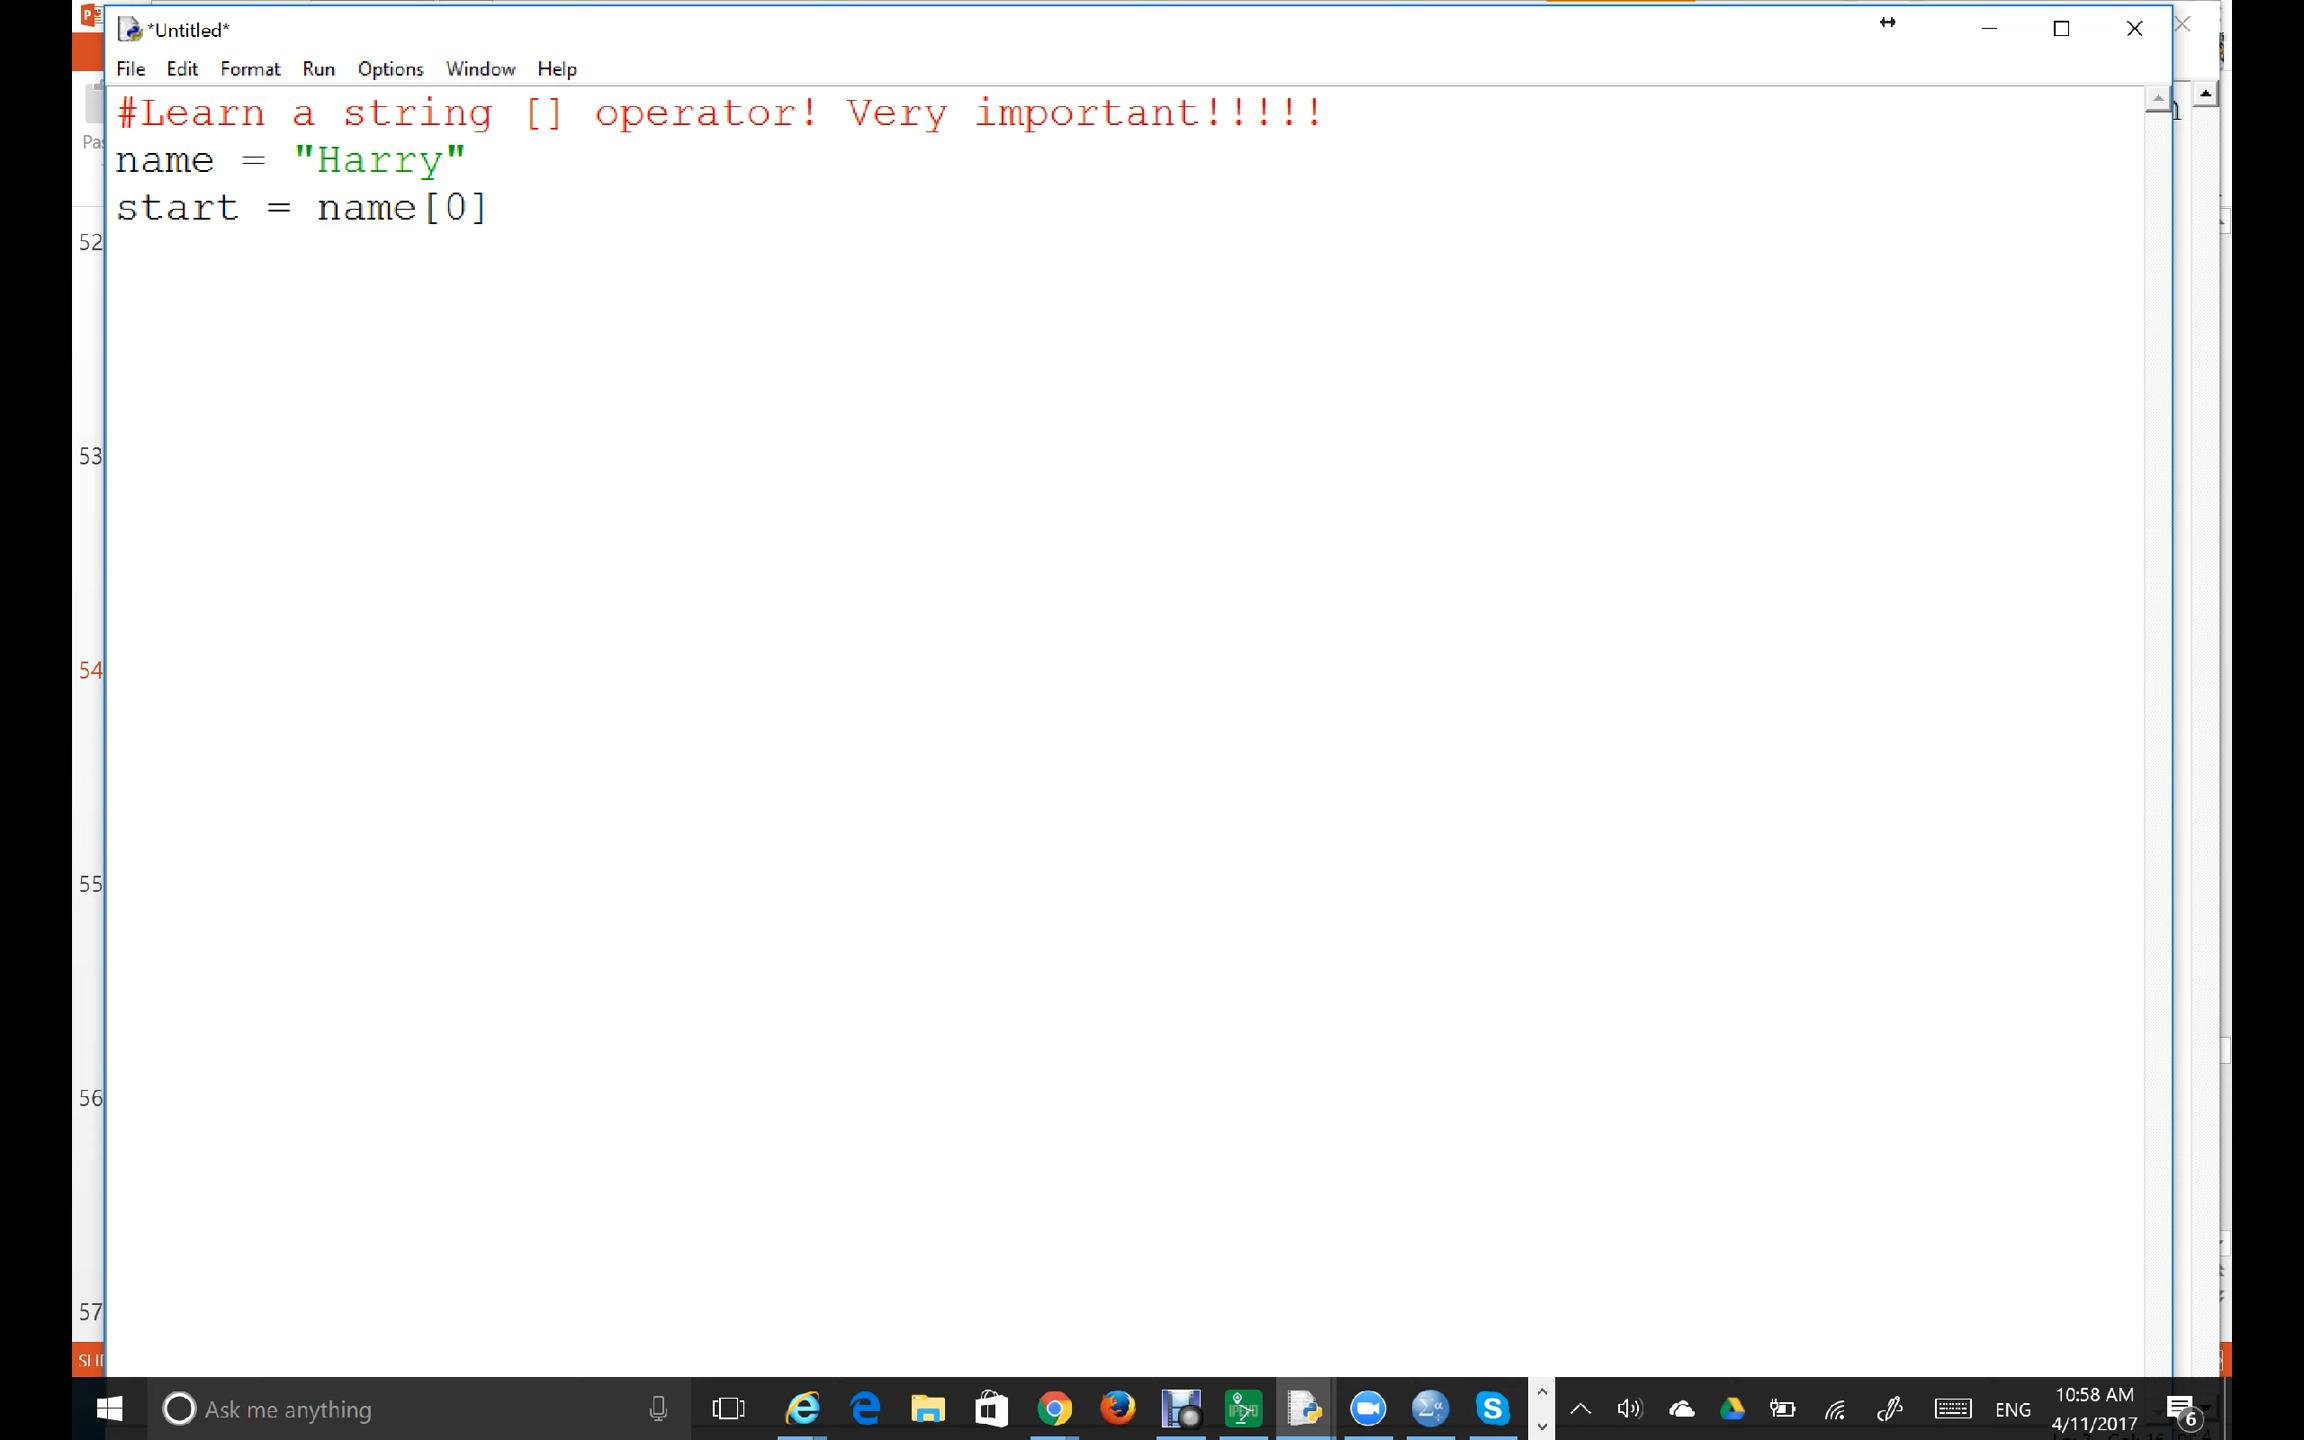 *Untitled*
File Edit Format Run Options Window Help
#Learn a string [] operator! Very important!!!!!
name = "Harry"
start = name[0]
52
53
54
55
56
57
Ask me anything
ENG
10:58 AM
4/11/2017
6